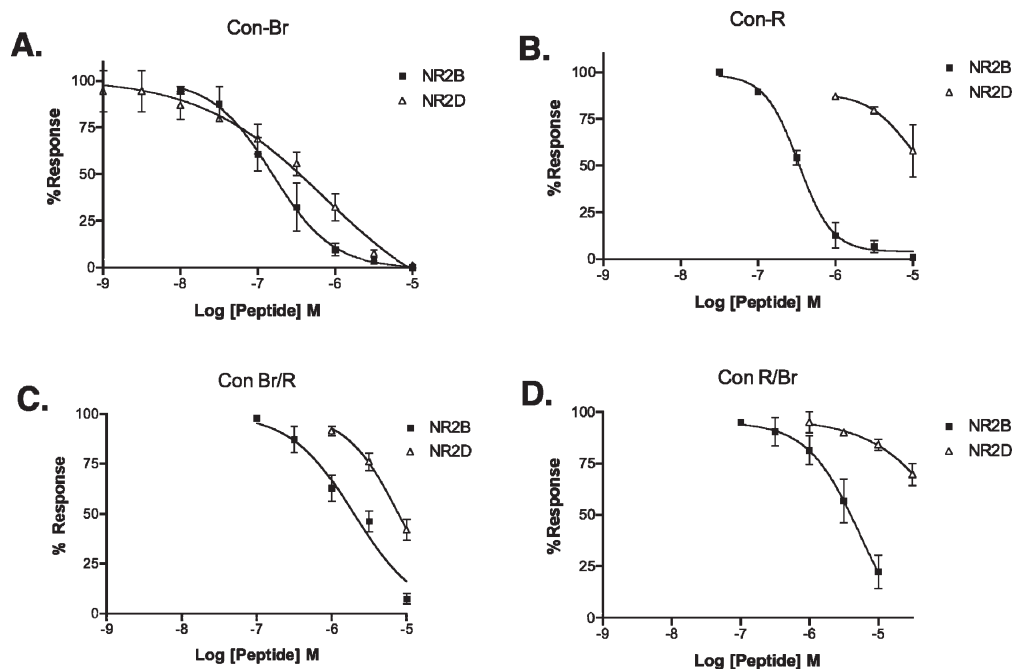 A.
Con-Br
NR2B
NR2D
100
75
50
25
0
-9
-8
-7
-6
-5
%Response
Log [Peptide] M
B.
Con-R
NR2B
NR2D
100
75
50
25
0
-9
-8
-7
-6
-5
%Response
Log [Peptide] M
C.
Con Br/R
NR2B
NR2D
100
75
50
25
0
-9
-8
-7
-6
-5
% Response
Log [Peptide] M
D.
Con R/Br
NR2B
NR2D
100
75
50
25
0
-9
-8
-7
-6
-5
%Response
Log [Peptide] M